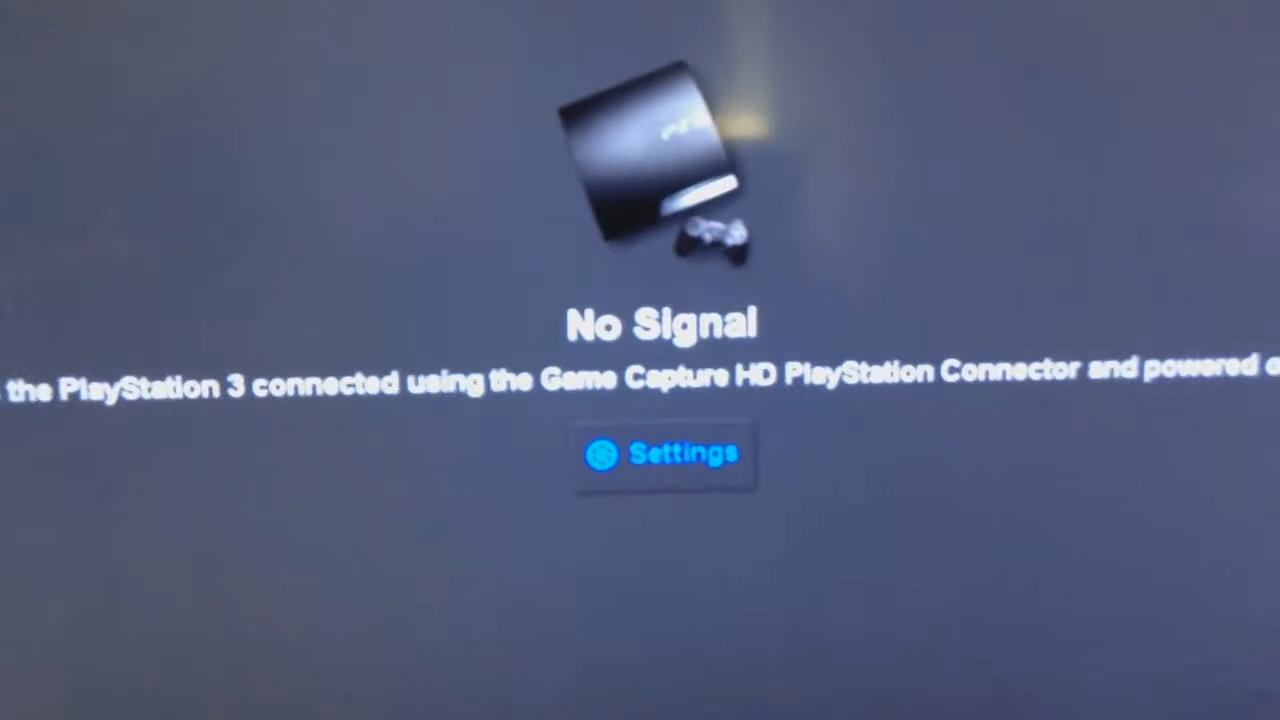 No Signal
the PlayStation 3 connected using the Game Capture HD PlayStation Connector and powered
Settings